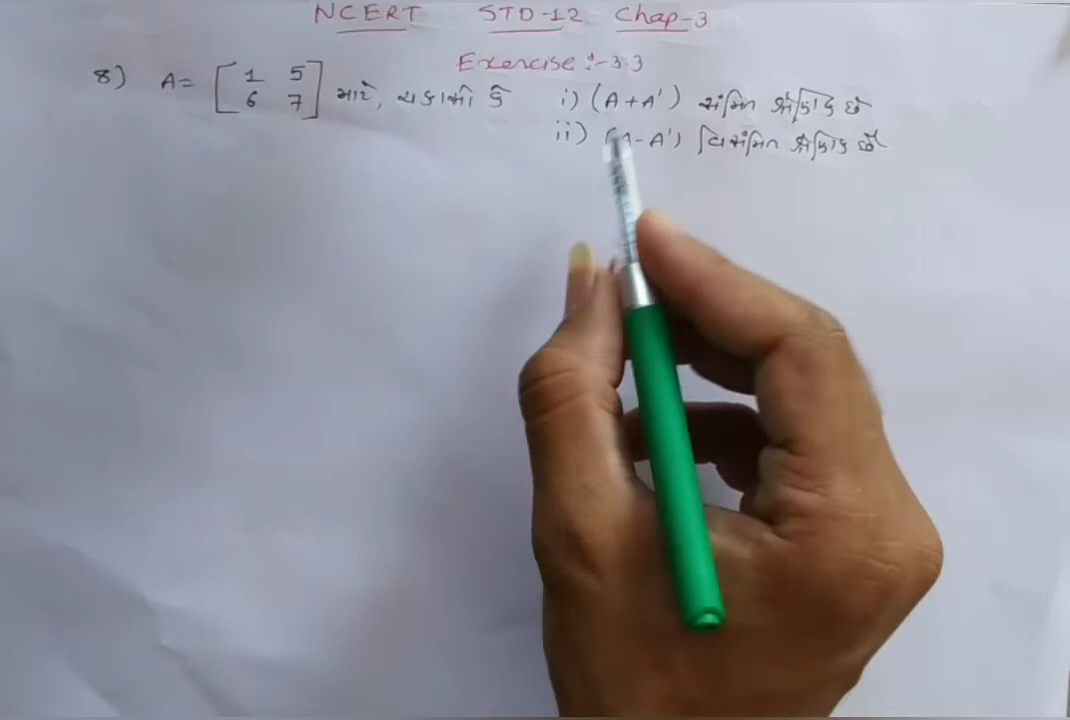 NCERT STD-12 Chap-3
Exercise :- 3.3
8) A = [1 5 6 7] માટે, ચકાસો કે i) (A + A') સંમિત શ્રેણિક છે
ii) (A - A') વિસંમિત શ્રેણિક છે